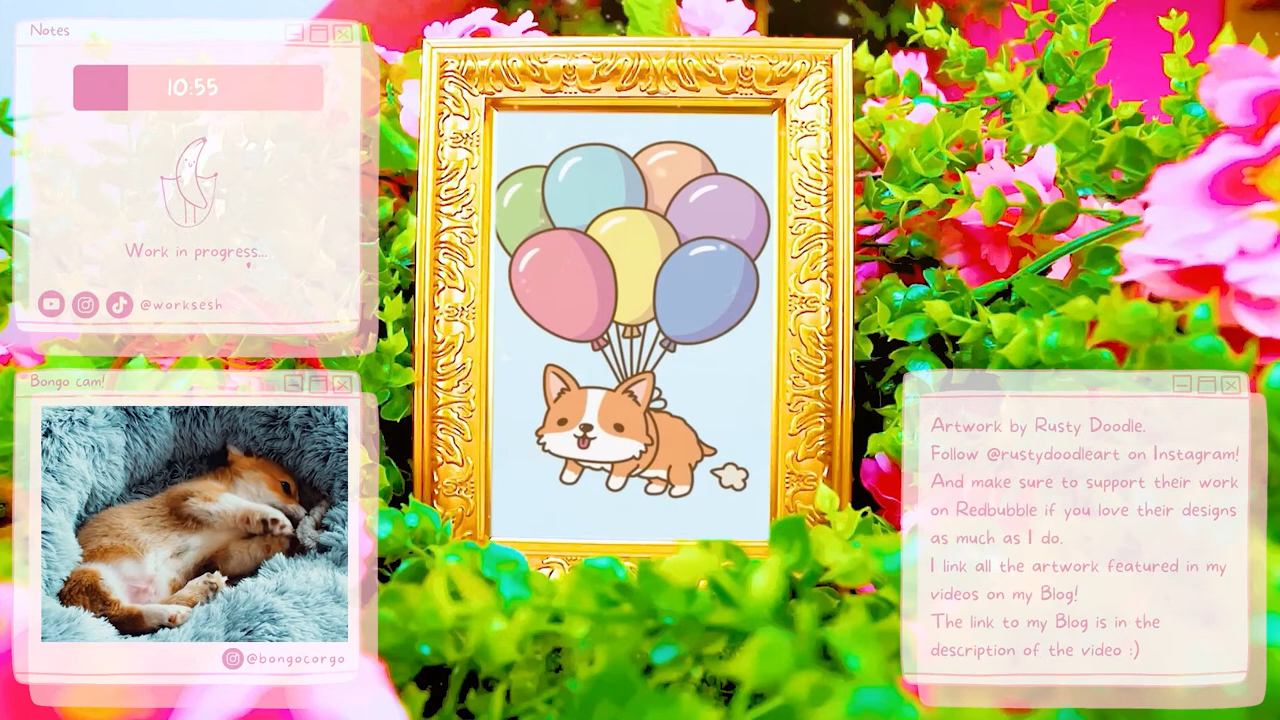 Notes
10:55
Work in progress...
@worksesh
Bongo cam!
@bongocorgo
Artwork by Rusty Doodle.
Follow @rustydoodleart on Instagram!
And make sure to support their work
on Redbubble if you love their designs
as much as I do.
I link all the artwork featured in my
videos on my Blog!
The link to my Blog is in the
description of the video :)